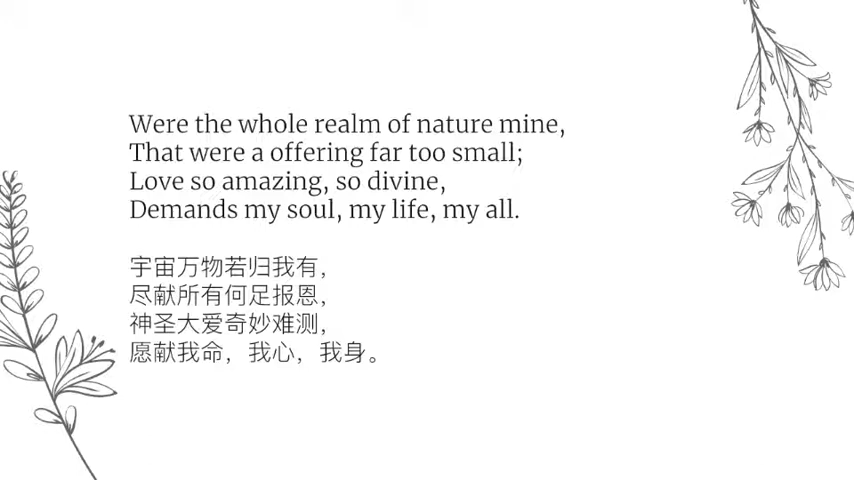 Were the whole realm of nature mine,
That were a offering far too small;
Love so amazing, so divine,
Demands my soul, my life, my all.
宇宙万物若归我有，
尽献所有何足报恩，
神圣大爱奇妙难测，
愿献我命，我心，我身。